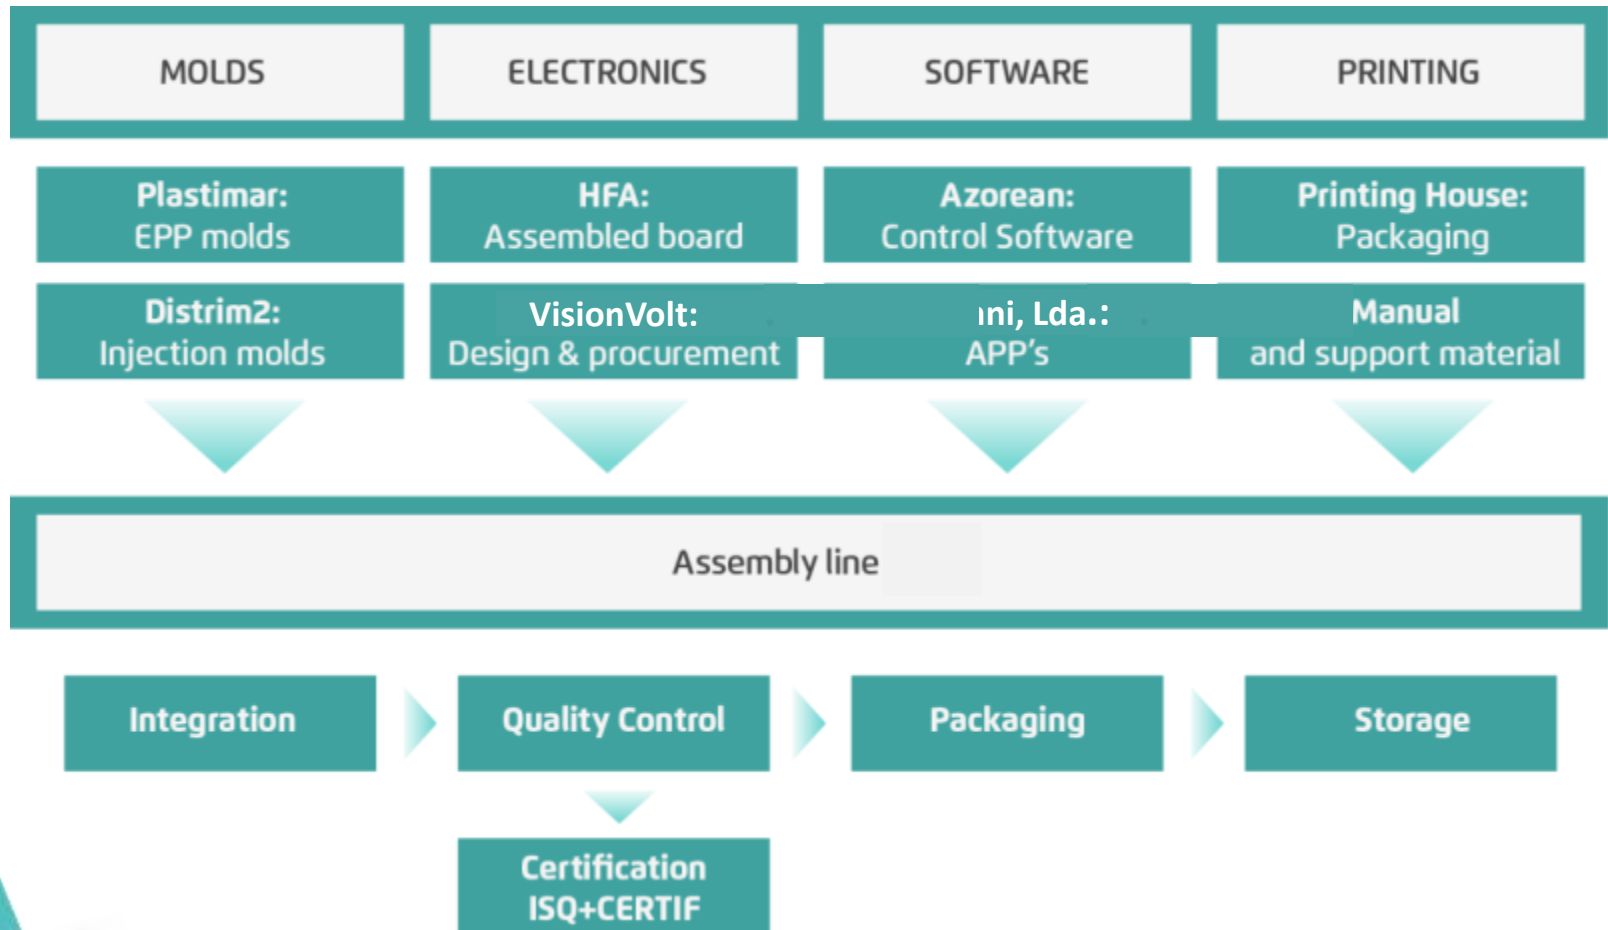 MOLDS
ELECTRONICS
SOFTWARE
PRINTING
Plastimar:
EPP molds
HFA:
Assembled board
Azorean:
Control Software
Printing House:
Packaging
Distrim2:
Injection molds
VisionVolt:
Design & procurement
Lda.:
APP's
Manual
and support material
Assembly line
Integration
Quality Control
Packaging
Storage
Certification
ISQ+CERTIF